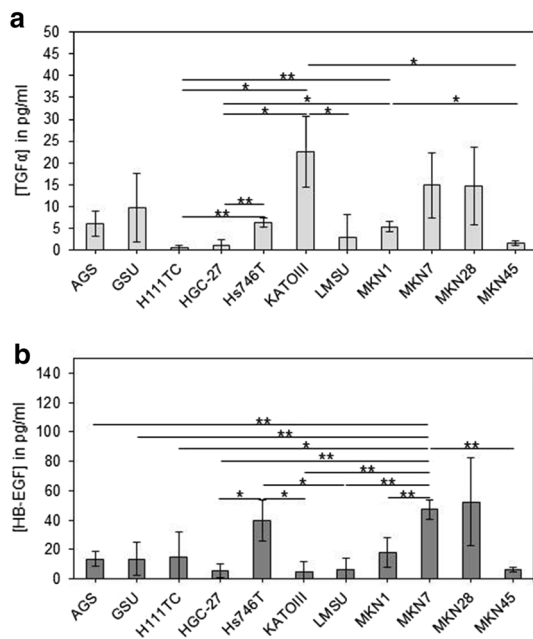 a
[TGFα] in pg/ml
50
45
40
35
30
25
20
15
10
5
0
*
**
*
*
*
*
*
**
**
AGS
GSU
H111TC
HGC-27
Hs746T
KATOIII
LMSU
MKN1
MKN7
MKN28
MKN45
b
[HB-EGF] in pg/ml
140
120
100
80
60
40
20
0
**
**
*
**
**
**
*
**
*
*
**
AGS
GSU
H111TC
HGC-27
Hs746T
KATOIII
LMSU
MKN1
MKN7
MKN28
MKN45